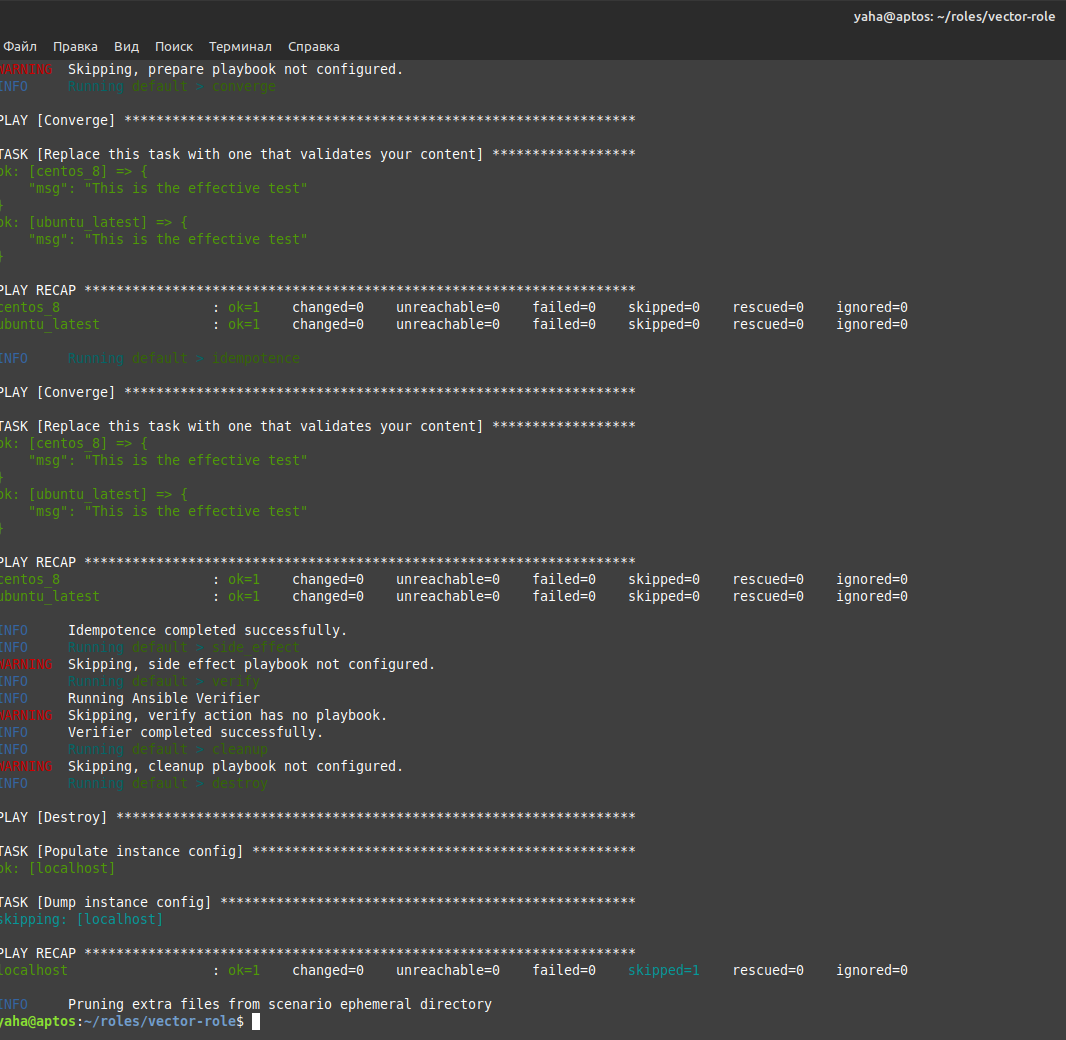 yaha@aptos: ~/roles/vector-role
Файл Правка Вид Поиск Терминал Справка
WARNING Skipping, prepare playbook not configured.
INFO Running default > converge
PLAY [Converge] ****************************************************************
TASK [Replace this task with one that validates your content] ******************
ok: [centos_8] => {
"msg": "This is the effective test"
}
ok: [ubuntu_latest] => {
"msg": "This is the effective test"
}
PLAY RECAP *********************************************************************
centos_8 : ok=1 changed=0 unreachable=0 failed=0 skipped=0 rescued=0 ignored=0
ubuntu_latest : ok=1 changed=0 unreachable=0 failed=0 skipped=0 rescued=0 ignored=0
INFO Running default > idempotence
PLAY [Converge] ****************************************************************
TASK [Replace this task with one that validates your content] ******************
ok: [centos_8] => {
"msg": "This is the effective test"
}
ok: [ubuntu_latest] => {
"msg": "This is the effective test"
}
PLAY RECAP *********************************************************************
centos_8 : ok=1 changed=0 unreachable=0 failed=0 skipped=0 rescued=0 ignored=0
ubuntu_latest : ok=1 changed=0 unreachable=0 failed=0 skipped=0 rescued=0 ignored=0
INFO Idempotence completed successfully.
INFO Running default > side_effect
WARNING Skipping, side effect playbook not configured.
INFO Running default > verify
INFO Running Ansible Verifier
WARNING Skipping, verify action has no playbook.
INFO Verifier completed successfully.
INFO Running default > cleanup
WARNING Skipping, cleanup playbook not configured.
INFO Running default > destroy
PLAY [Destroy] *****************************************************************
TASK [Populate instance config] ************************************************
ok: [localhost]
TASK [Dump instance config] ****************************************************
skipping: [localhost]
PLAY RECAP *********************************************************************
localhost : ok=1 changed=0 unreachable=0 failed=0 skipped=1 rescued=0 ignored=0
INFO Pruning extra files from scenario ephemeral directory
yaha@aptos:~/roles/vector-role$